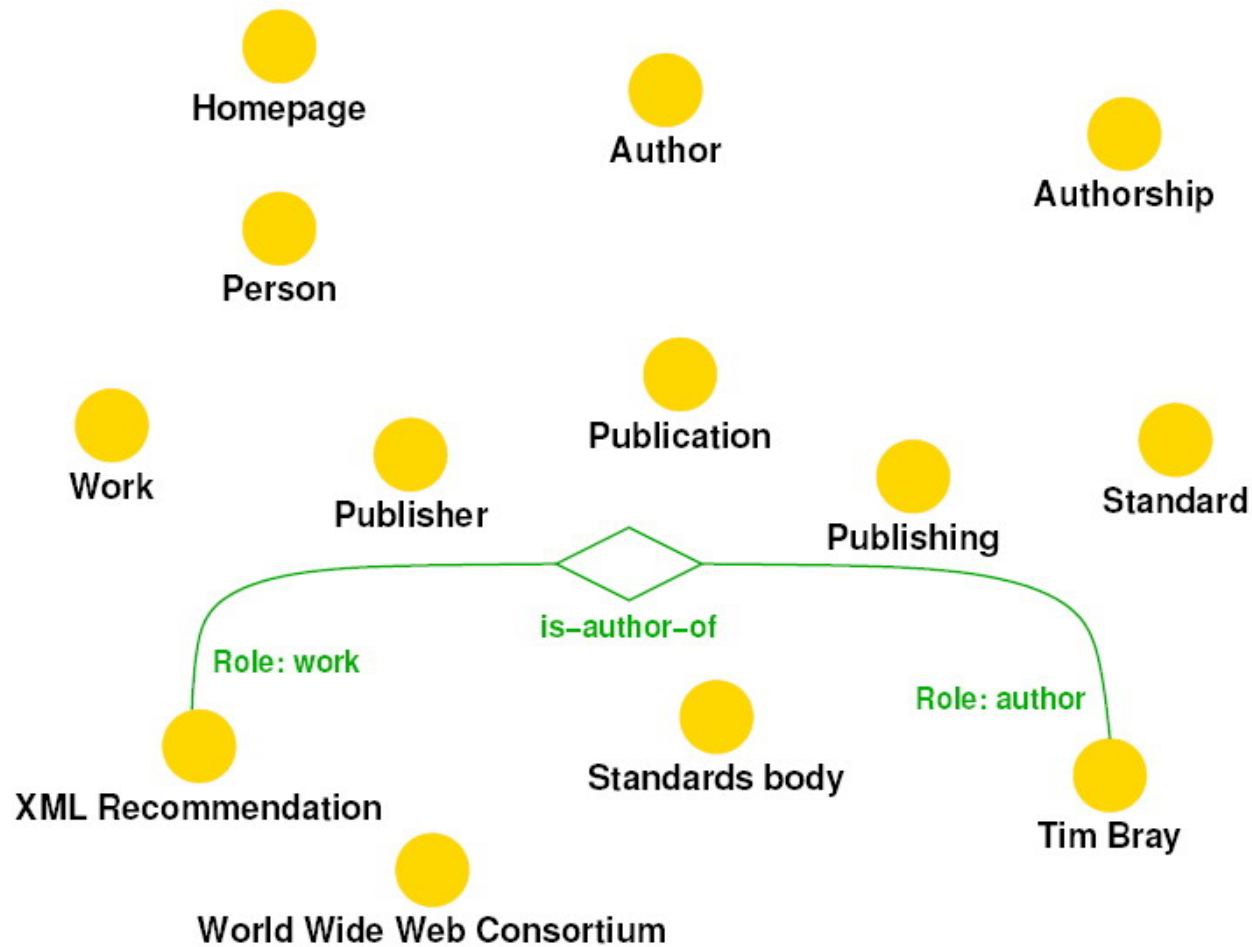 Homepage
Author
Authorship
Person
Publication
Work
Standard
Publisher
Publishing
is–author–of
Role: work
Role: author
Standards body
XML Recommendation
Tim Bray
World Wide Web Consortium